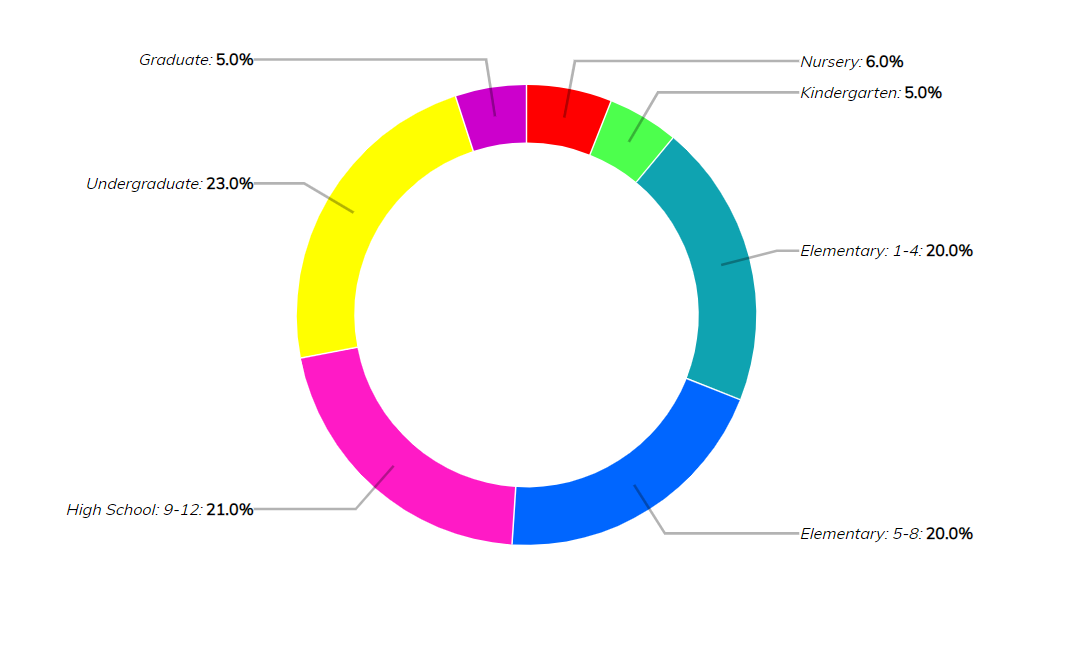 Graduate: 5.0%
Nursery: 6.0%
Kindergarten: 5.0%
Undergraduate: 23.0%
Elementary: 1-4: 20.0%
High School: 9-12: 21.0%
Elementary: 5-8: 20.0%